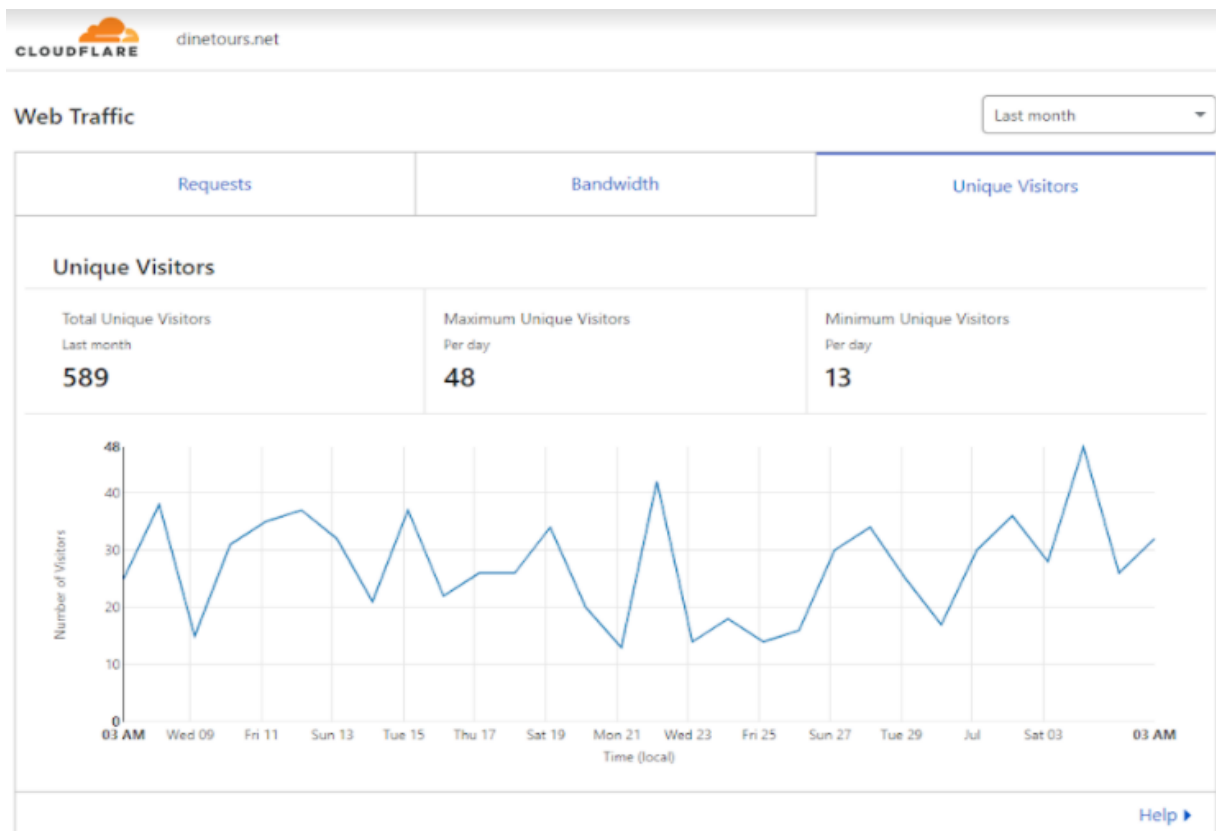 CLOUDFLARE dinetours.net
Web Traffic
Last month
Requests Bandwidth Unique Visitors
Unique Visitors
Total Unique Visitors Maximum Unique Visitors Minimum Unique Visitors
Last month Per day Per day
589 48 13
48
40
30
20
10
0
Number of Visitors
03 AM Wed 09 Fri 11 Sun 13 Tue 15 Thu 17 Sat 19 Mon 21 Wed 23 Fri 25 Sun 27 Tue 29 Jul Sat 03 03 AM
Time (local)
Help